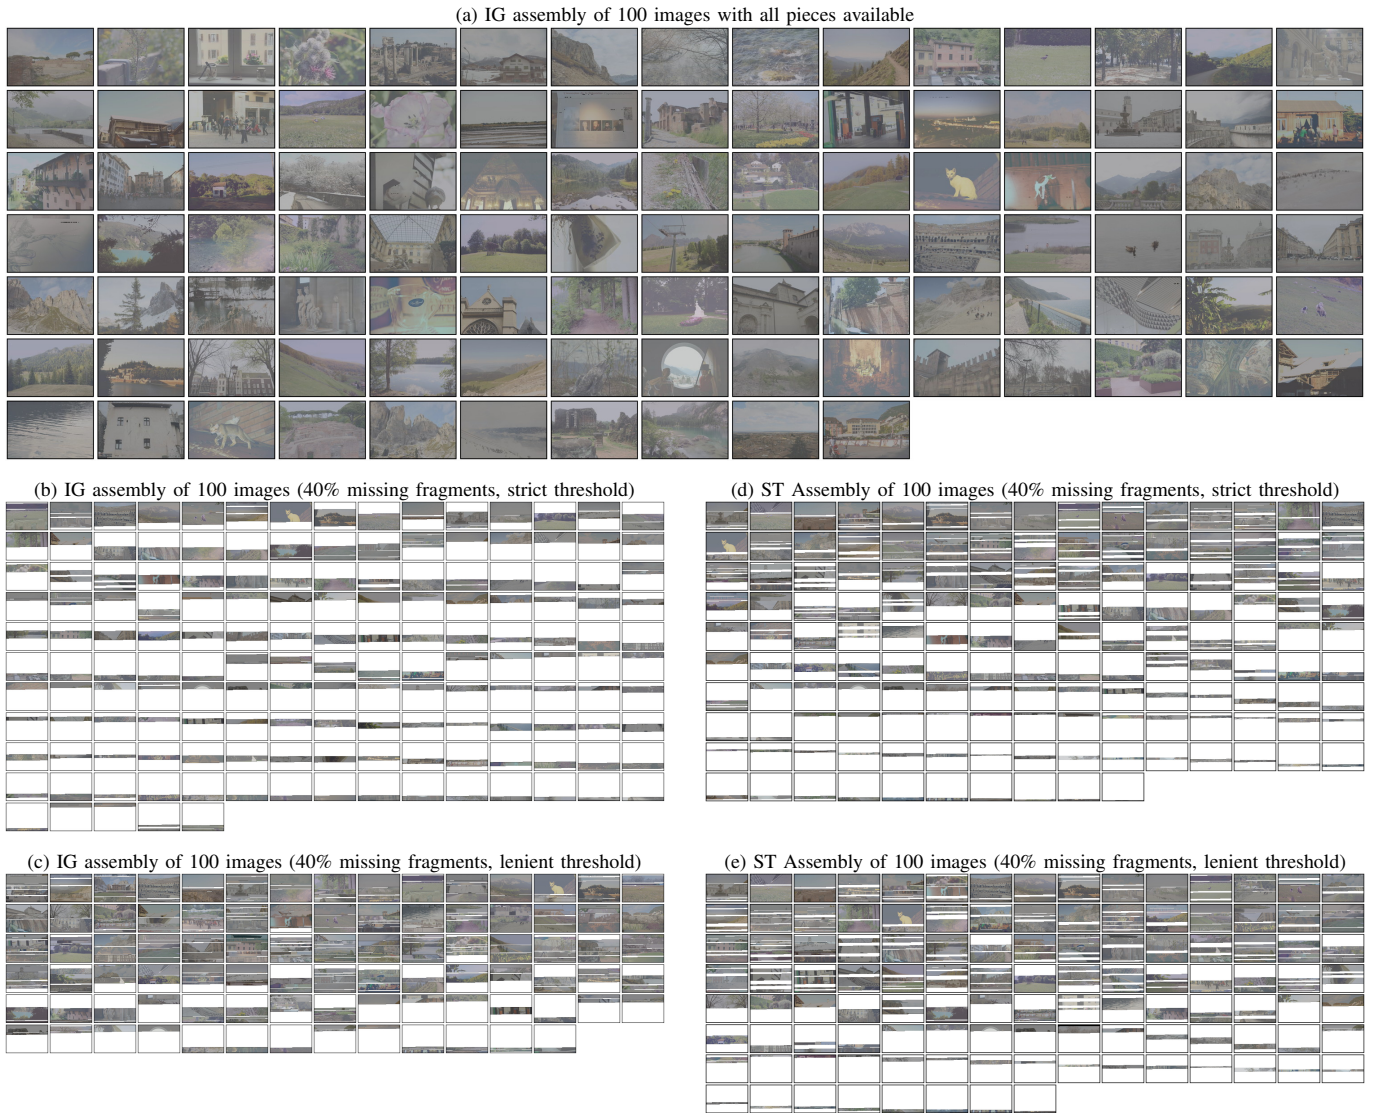 (a) IG assembly of 100 images with all pieces available
(b) IG assembly of 100 images (40% missing fragments, strict threshold)
(d) ST Assembly of 100 images (40% missing fragments, strict threshold)
(c) IG assembly of 100 images (40% missing fragments, lenient threshold)
(e) ST Assembly of 100 images (40% missing fragments, lenient threshold)